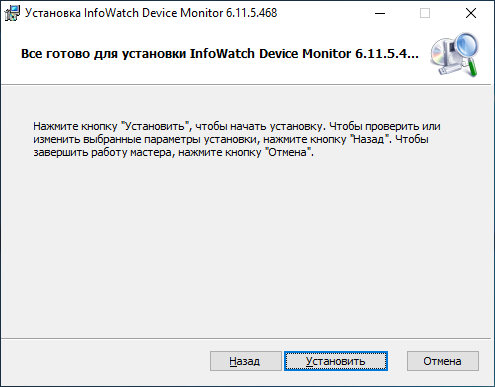 Установка InfoWatch Device Monitor 6.11.5.468
Все готово для установки InfoWatch Device Monitor 6.11.5.4...
Нажмите кнопку "Установить", чтобы начать установку. Чтобы проверить или
изменить выбранные параметры установки, нажмите кнопку "Назад". Чтобы
завершить работу мастера, нажмите кнопку "Отмена".
Назад
Установить
Отмена